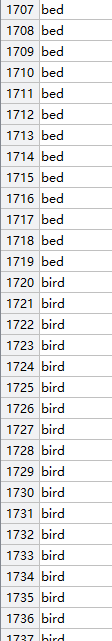 1707 bed
1708 bed
1709 bed
1710 bed
1711 bed
1712 bed
1713 bed
1714 bed
1715 bed
1716 bed
1717 bed
1718 bed
1719 bed
1720 bird
1721 bird
1722 bird
1723 bird
1724 bird
1725 bird
1726 bird
1727 bird
1728 bird
1729 bird
1730 bird
1731 bird
1732 bird
1733 bird
1734 bird
1735 bird
1736 bird
1737 bird